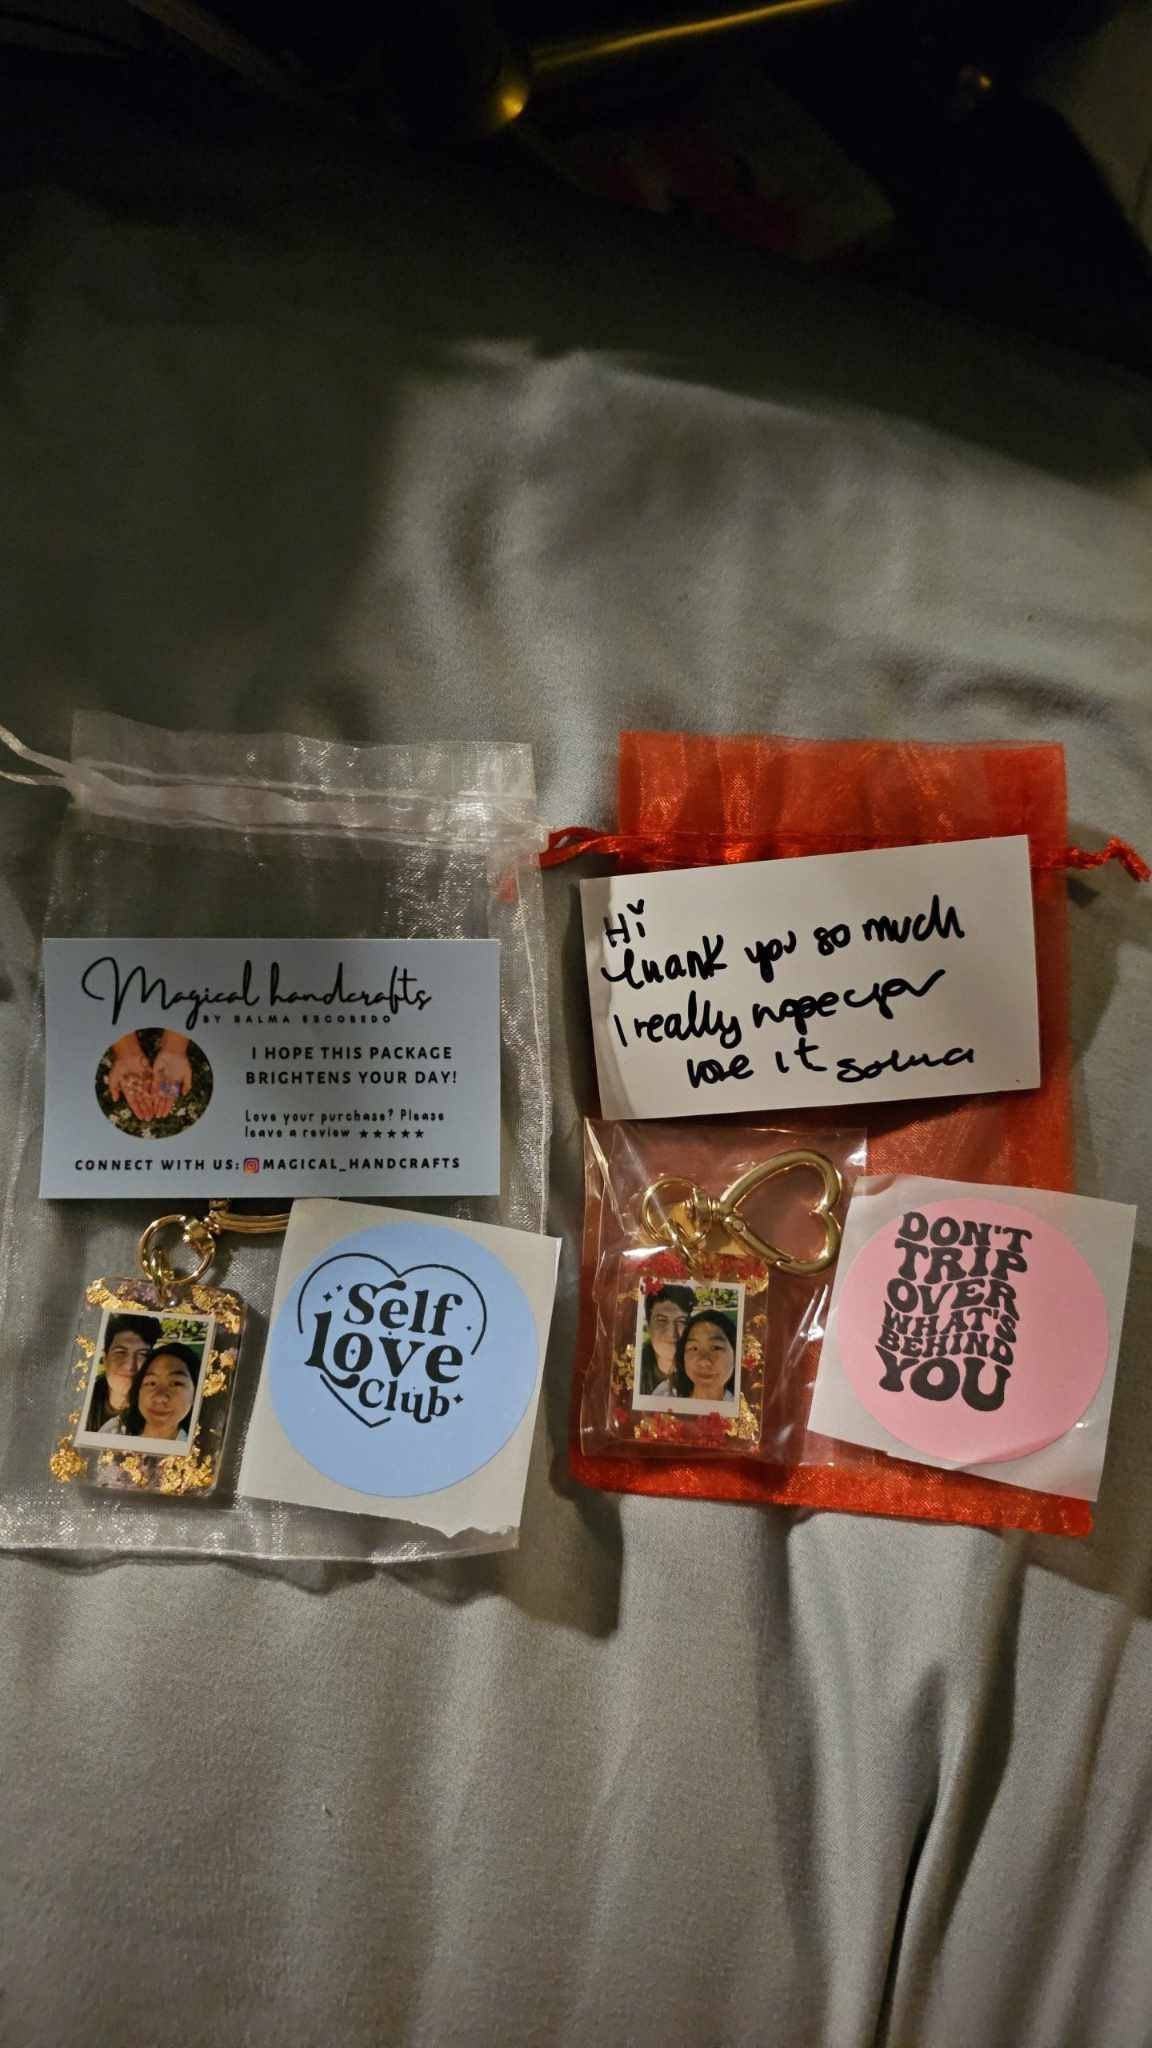 Magical handcrafts
BY SALMA ESCOBEDO
I HOPE THIS PACKAGE
BRIGHTENS YOUR DAY!
Love your purchase? Please
leave a review ★★★★★
CONNECT WITH US: MAGICAL_HANDCRAFTS
Self
Love
Club
Hi
Thank you so much
I really hope you
love it Salma
DON'T
TRIP
OVER
WHAT'S
BEHIND
YOU